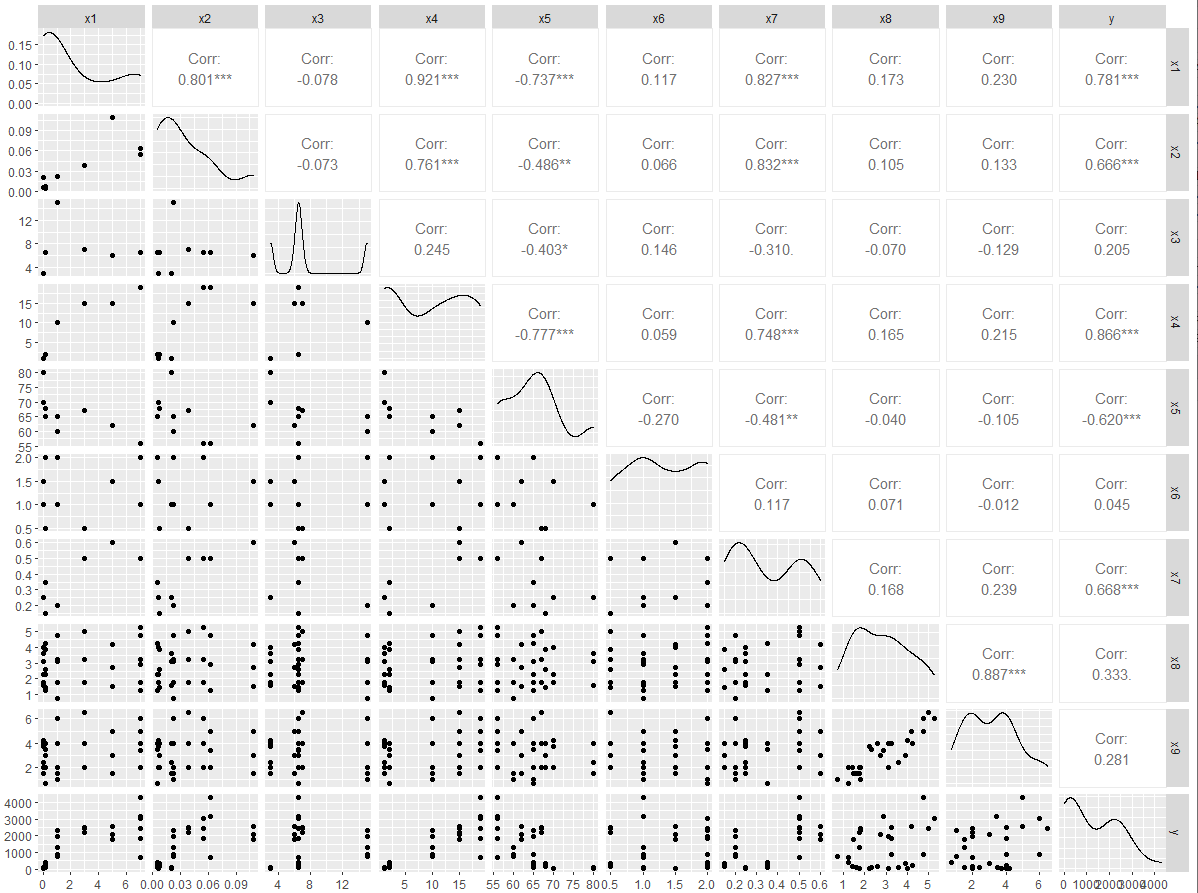 x1 x2 x3 x4 x5 x6 x7 x8 x9 y
0.15
0.10
0.05
0.00
Corr:
0.801***
Corr:
-0.078
Corr:
0.921***
Corr:
-0.737***
Corr:
0.117
Corr:
0.827***
Corr:
0.173
Corr:
0.230
Corr:
0.781***
x1
0.09
0.06
0.03
0.00
Corr:
-0.073
Corr:
0.761***
Corr:
-0.486**
Corr:
0.066
Corr:
0.832***
Corr:
0.105
Corr:
0.133
Corr:
0.666***
x2
12
8
4
Corr:
0.245
Corr:
-0.403*
Corr:
0.146
Corr:
-0.310.
Corr:
-0.070
Corr:
-0.129
Corr:
0.205
x3
15
10
5
Corr:
-0.777***
Corr:
0.059
Corr:
0.748***
Corr:
0.165
Corr:
0.215
Corr:
0.866***
x4
80
75
70
65
60
55
Corr:
-0.270
Corr:
-0.481**
Corr:
-0.040
Corr:
-0.105
Corr:
-0.620***
x5
2.0
1.5
1.0
0.5
Corr:
0.117
Corr:
0.071
Corr:
-0.012
Corr:
0.045
x6
0.6
0.5
0.4
0.3
0.2
Corr:
0.168
Corr:
0.239
Corr:
0.668***
x7
5
4
3
2
1
Corr:
0.887***
Corr:
0.333.
x8
6
4
2
Corr:
0.281
x9
4000
3000
2000
1000
0
y
0 2 4 6 0.00 0.03 0.06 0.09 4 8 12 5 10 15 55 60 65 70 75 80 0.5 1.0 1.5 2.0 0.2 0.3 0.4 0.5 0.6 1 2 3 4 5 2 4 6 0 1000 2000 3000 4000